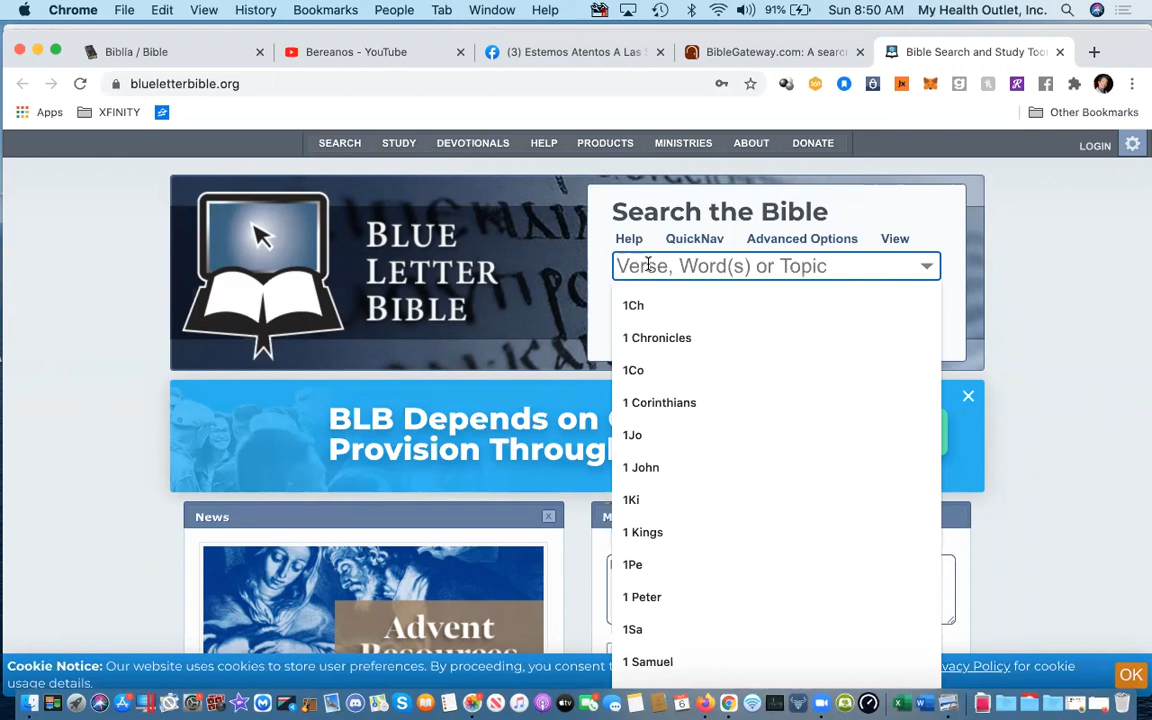 Chrome File Edit View History Bookmarks People Tab Window Help 91% Sun 8:50 AM My Health Outlet, Inc.
Biblía / Bible Bereanos - YouTube (3) Estemos Atentos A Las S BibleGateway.com: A searc Bible Search and Study Too
blueletterbible.org
Apps XFINITY Other Bookmarks
SEARCH STUDY DEVOTIONALS HELP PRODUCTS MINISTRIES ABOUT DONATE LOGIN
BLUE
LETTER
BIBLE
Search the Bible
Help QuickNav Advanced Options View
Verse, Word(s) or Topic
1Ch
1 Chronicles
1Co
1 Corinthians
1Jo
1 John
1Ki
1 Kings
1Pe
1 Peter
1Sa
1 Samuel
BLB Depends on
Provision Throug
News
Advent
Cookie Notice: Our website uses cookies to store user preferences. By proceeding, you consent t vacy Policy for cookie
usage details.
OK